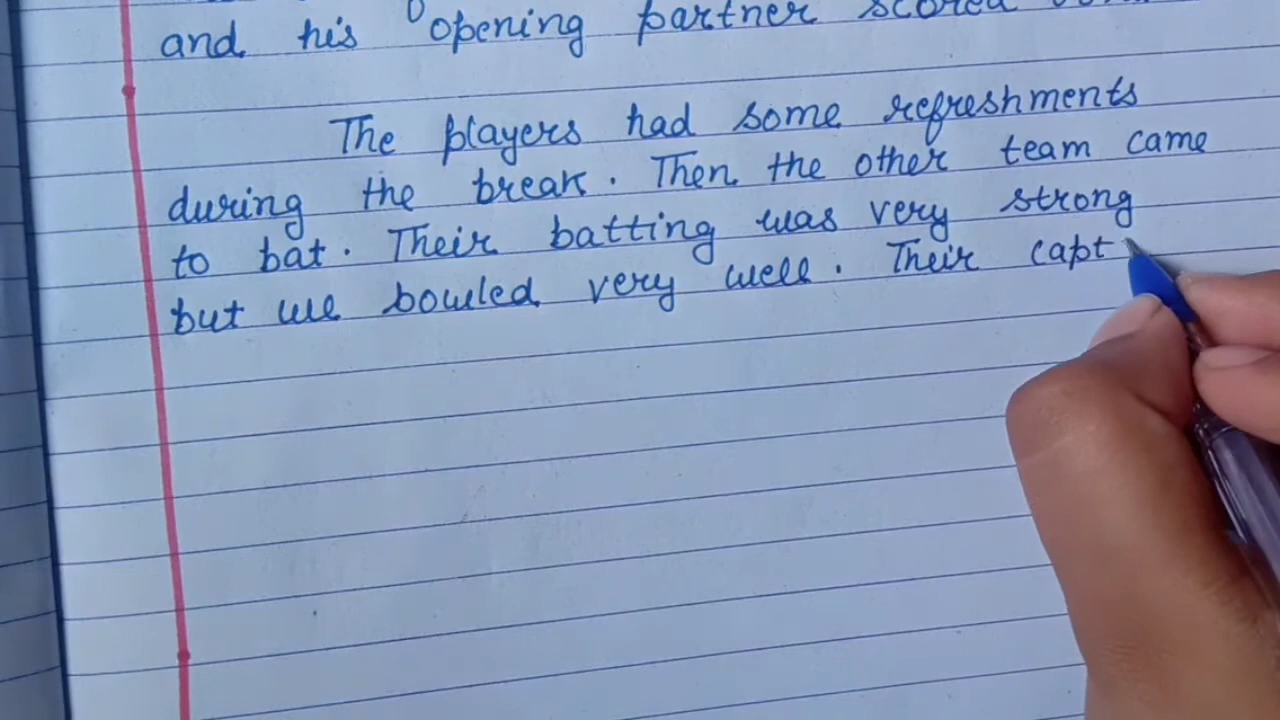 and his opening partner scored
The players had some refreshments
during the break. Then the other team came
to bat. Their batting was very strong
but we bowled very well. Their capt